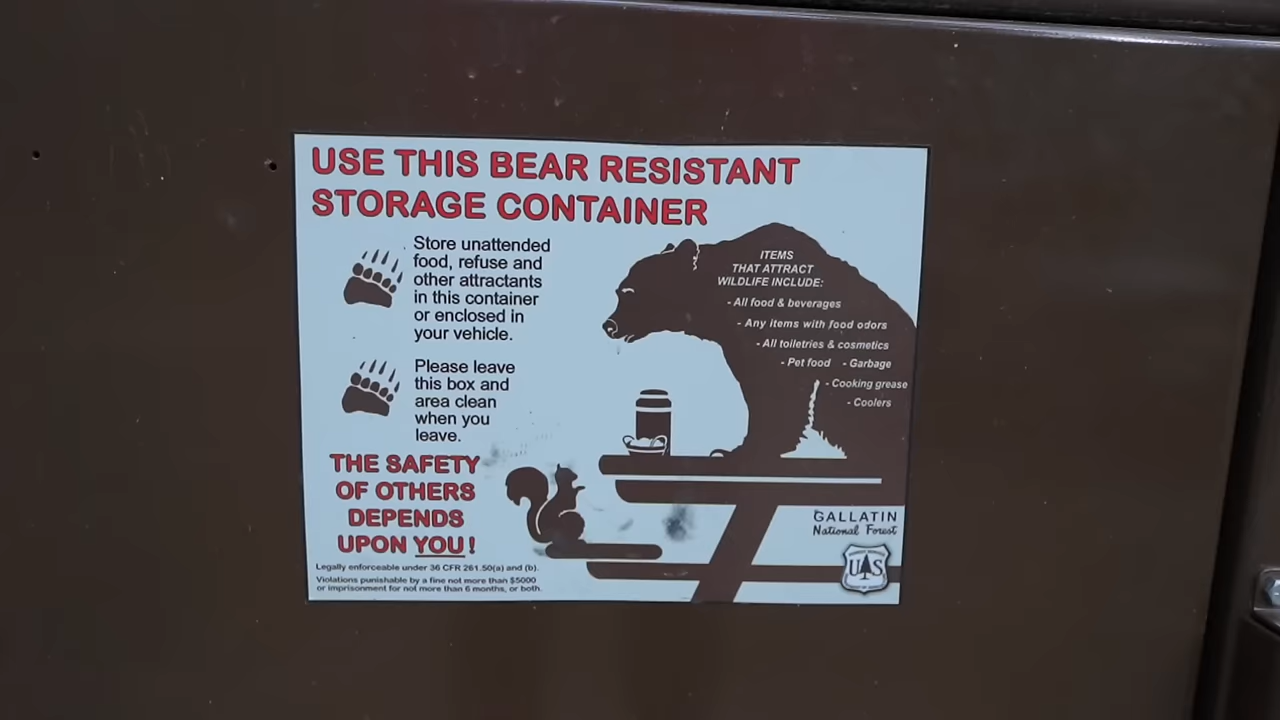 USE THIS BEAR RESISTANT
STORAGE CONTAINER
Store unattended
food, refuse and
other attractants
in this container
or enclosed in
your vehicle.
Please leave
this box and
area clean
when you
leave.
THE SAFETY
OF OTHERS
DEPENDS
UPON YOU!
Legally enforceable under 36 CFR 261.50(a) and (b).
Violations punishable by a fine not more than $5000
or imprisonment for not more than 6 months, or both.
ITEMS
THAT ATTRACT
WILDLIFE INCLUDE:
- All food & beverages
- Any items with food odors
- All toiletries & cosmetics
- Pet food - Garbage
- Cooking grease
- Coolers
GALLATIN
National Forest
US